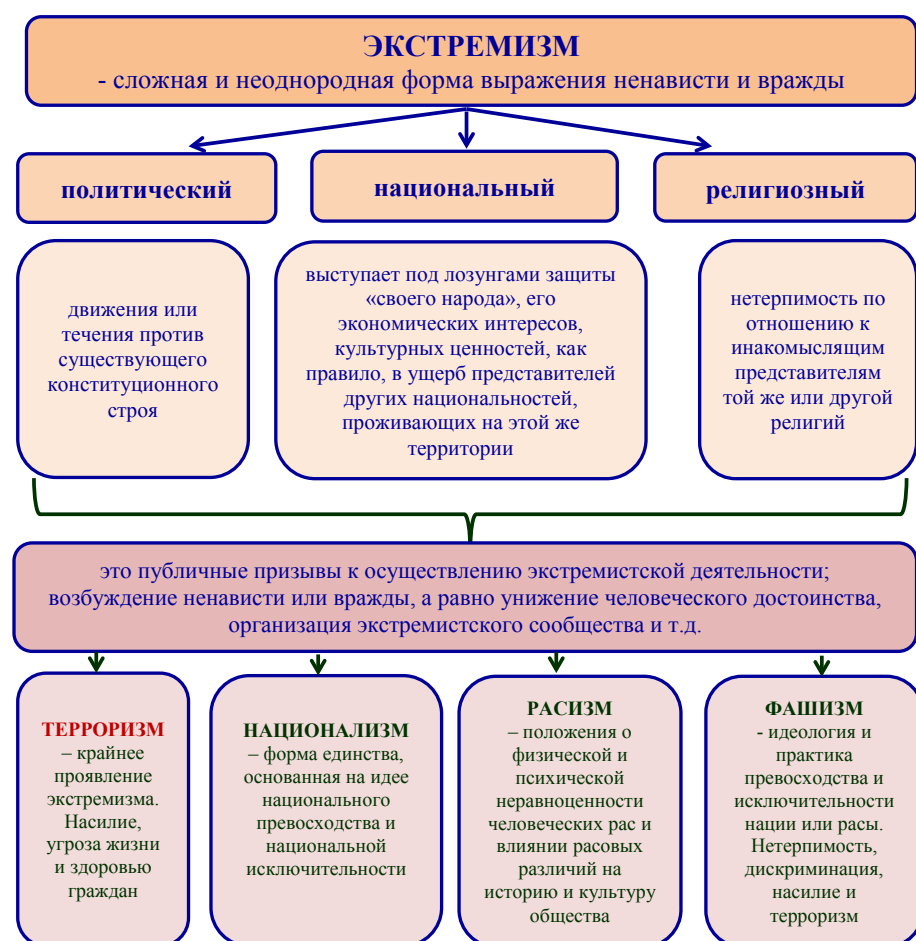 ЭКСТРЕМИЗМ
- сложная и неоднородная форма выражения ненависти и вражды
политический
национальный
религиозный
движения или
течения против
существующего
конституционного
строя
выступает под лозунгами защиты
«своего народа», его
экономических интересов,
культурных ценностей, как
правило, в ущерб представителей
других национальностей,
проживающих на этой же
территории
нетерпимость по
отношению к
инакомыслящим
представителям
той же или другой
религий
это публичные призывы к осуществлению экстремистской деятельности;
возбуждение ненависти или вражды, а равно унижение человеческого достоинства,
организация экстремистского сообщества и т.д.
ТЕРРОРИЗМ
– крайнее
проявление
экстремизма.
Насилие,
угроза жизни
и здоровью
граждан
НАЦИОНАЛИЗМ
– форма единства,
основанная на идее
национального
превосходства и
национальной
исключительности
РАСИЗМ
– положения о
физической и
психической
неравноценности
человеческих рас и
влиянии расовых
различий на
историю и культуру
общества
ФАШИЗМ
- идеология и
практика
превосходства и
исключительности
нации или расы.
Нетерпимость,
дискриминация,
насилие и
терроризм